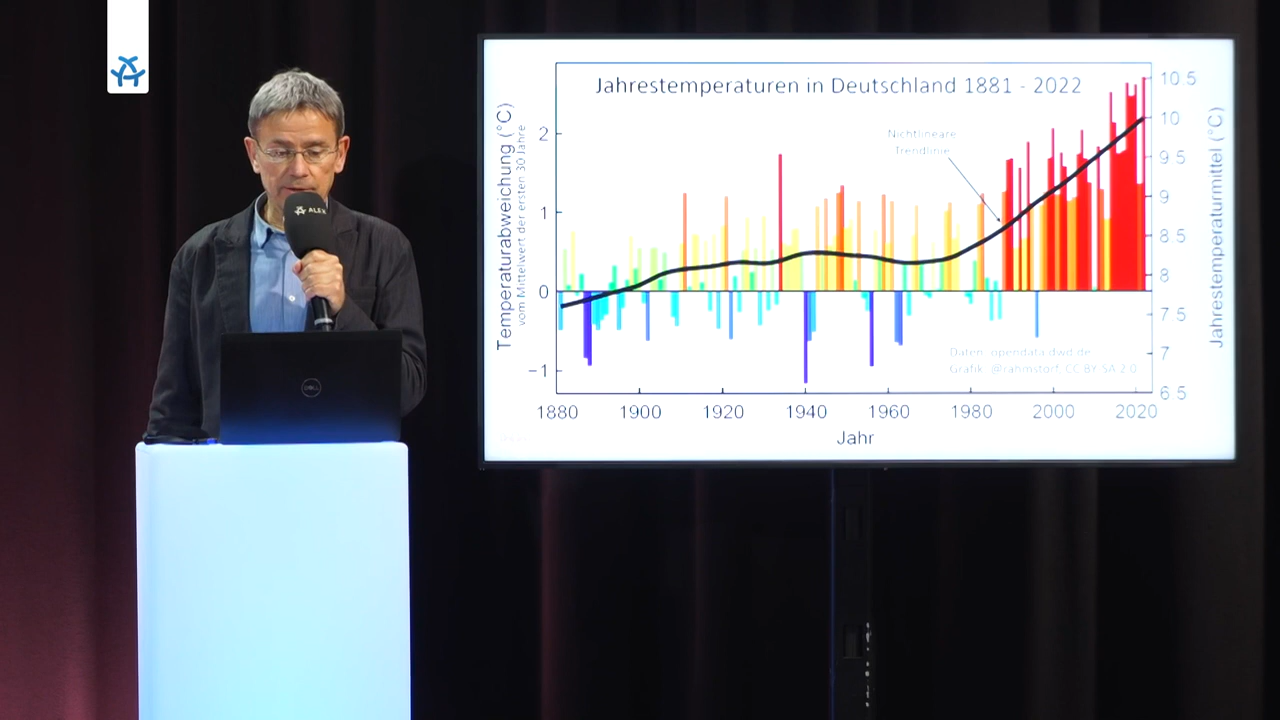 ALEX
DELL
Jahrestemperaturen in Deutschland 1881 - 2022
Temperaturabweichung (°C)
vom Mittelwert der ersten 30 Jahre
2
1
0
−1
Nichtlineare
Trendlinie
10.5
10
9.5
9
8.5
8
7.5
7
6.5
Jahrestemperaturmittel (°C)
Daten: opendata.dwd.de
Grafik: @rahmstorf, CC BY-SA 2.0
1880 1900 1920 1940 1960 1980 2000 2020
Jahr